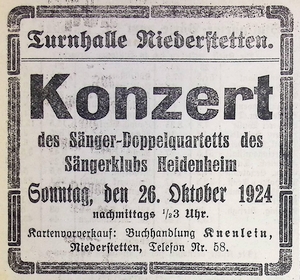 Turnhalle Niederstetten.
Konzert
des Sänger-Doppelquartetts des
Sängerklubs Heidenheim
Sonntag, den 26. Oktober 1924
nachmittags ½3 Uhr.
Kartenvorverkauf: Buchhandlung Knenlein,
Niederstetten, Telefon Nr. 58.